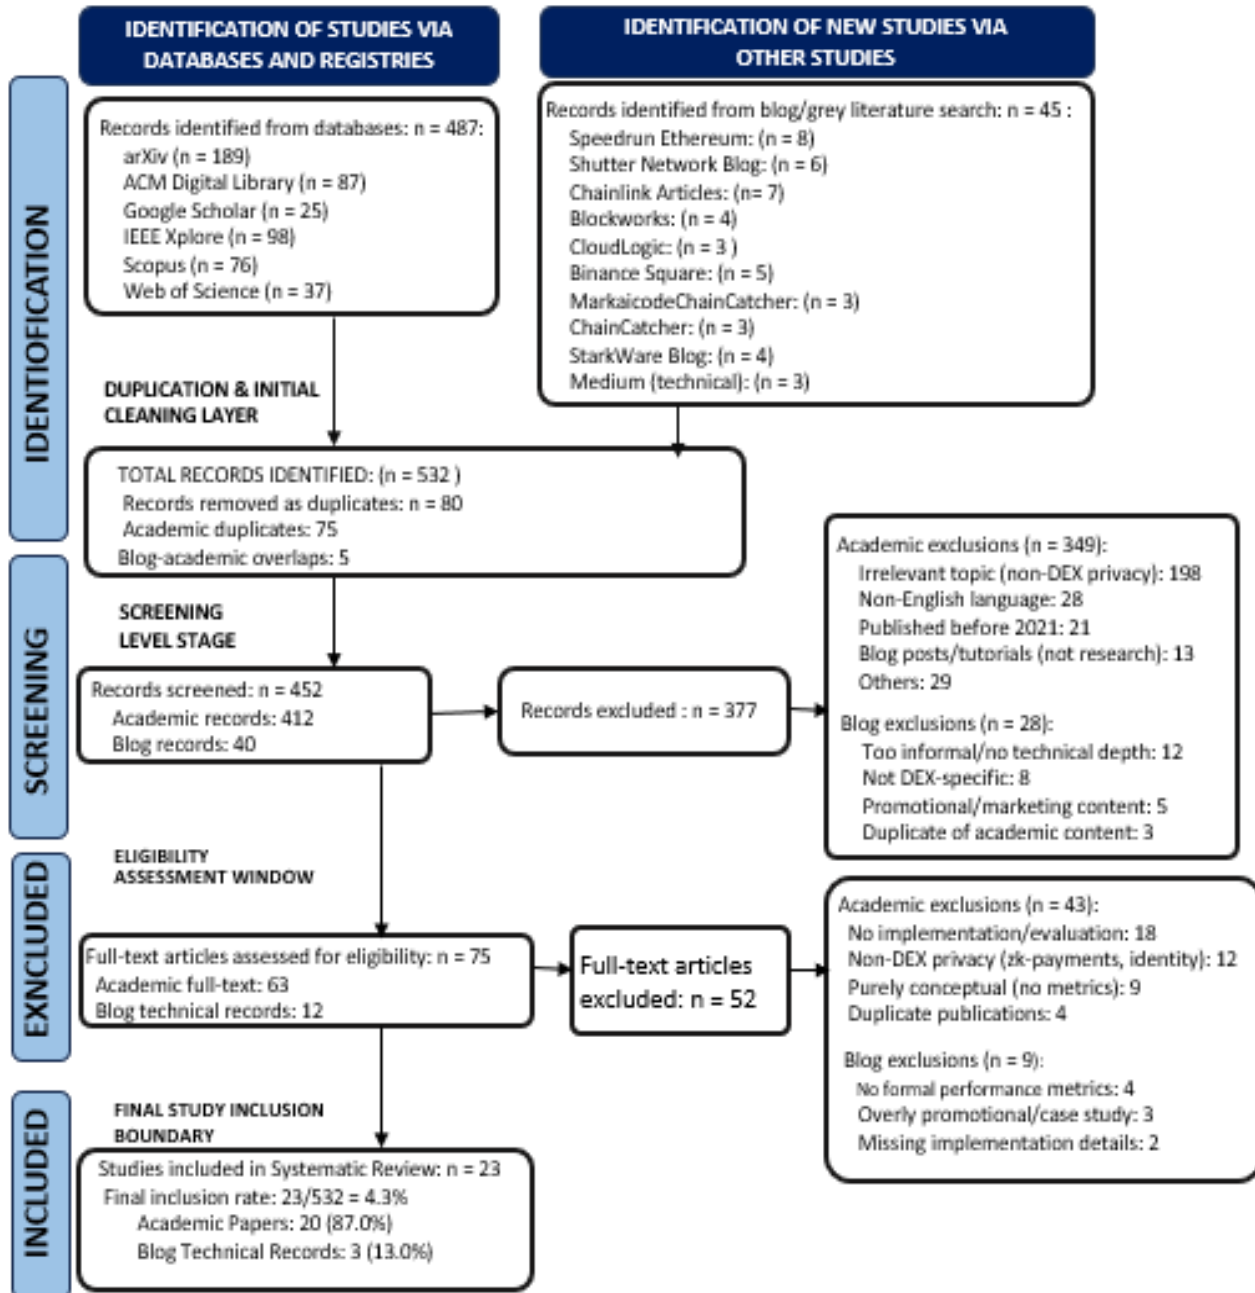 IDENTIFICATION OF STUDIES VIA
DATABASES AND REGISTRIES
IDENTIFICATION OF NEW STUDIES VIA
OTHER STUDIES
IDENTIOFICATION
Records identified from databases: n = 487:
arXiv (n = 189)
ACM Digital Library (n = 87)
Google Scholar (n = 25)
IEEE Xplore (n = 98)
Scopus (n = 76)
Web of Science (n = 37)
Records identified from blog/grey literature search: n = 45 :
Speedrun Ethereum: (n = 8)
Shutter Network Blog: (n = 6)
Chainlink Articles: (n= 7)
Blockworks: (n = 4)
CloudLogic: (n = 3 )
Binance Square: (n = 5)
MarkaicodeChainCatcher: (n = 3)
ChainCatcher: (n = 3)
StarkWare Blog: (n = 4)
Medium (technical): (n = 3)
DUPLICATION & INITIAL
CLEANING LAYER
TOTAL RECORDS IDENTIFIED: (n = 532 )
Records removed as duplicates: n = 80
Academic duplicates: 75
Blog-academic overlaps: 5
SCREENING
SCREENING
LEVEL STAGE
Records screened: n = 452
Academic records: 412
Blog records: 40
Records excluded : n = 377
Academic exclusions (n = 349):
Irrelevant topic (non-DEX privacy): 198
Non-English language: 28
Published before 2021: 21
Blog posts/tutorials (not research): 13
Others: 29
Blog exclusions (n = 28):
Too informal/no technical depth: 12
Not DEX-specific: 8
Promotional/marketing content: 5
Duplicate of academic content: 3
EXNCLUDED
ELIGIBILITY
ASSESSMENT WINDOW
Full-text articles assessed for eligibility: n = 75
Academic full-text: 63
Blog technical records: 12
Full-text articles
excluded: n = 52
Academic exclusions (n = 43):
No implementation/evaluation: 18
Non-DEX privacy (zk-payments, identity): 12
Purely conceptual (no metrics): 9
Duplicate publications: 4
Blog exclusions (n = 9):
No formal performance metrics: 4
Overly promotional/case study: 3
Missing implementation details: 2
INCLUDED
FINAL STUDY INCLUSION
BOUNDARY
Studies included in Systematic Review: n = 23
Final inclusion rate: 23/532 = 4.3%
Academic Papers: 20 (87.0%)
Blog Technical Records: 3 (13.0%)